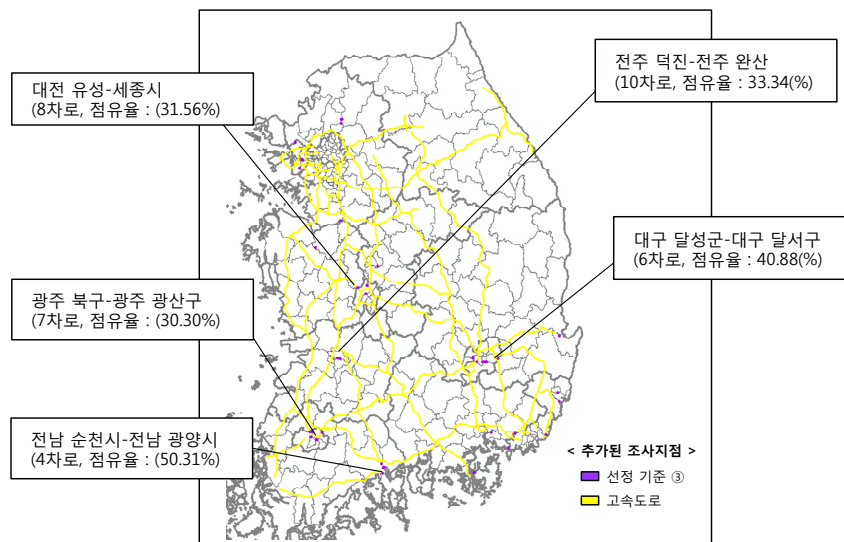 대전 유성-세종시
(8차로, 점유율 : (31.56%)
전주 덕진-전주 완산
(10차로, 점유율 : 33.34(%)
대구 달성군-대구 달서구
(6차로, 점유율 : 40.88(%)
광주 북구-광주 광산구
(7차로, 점유율 : (30.30%)
전남 순천시-전남 광양시
(4차로, 점유율 : (50.31%)
< 추가된 조사지점 >
선정 기준 ③
고속도로